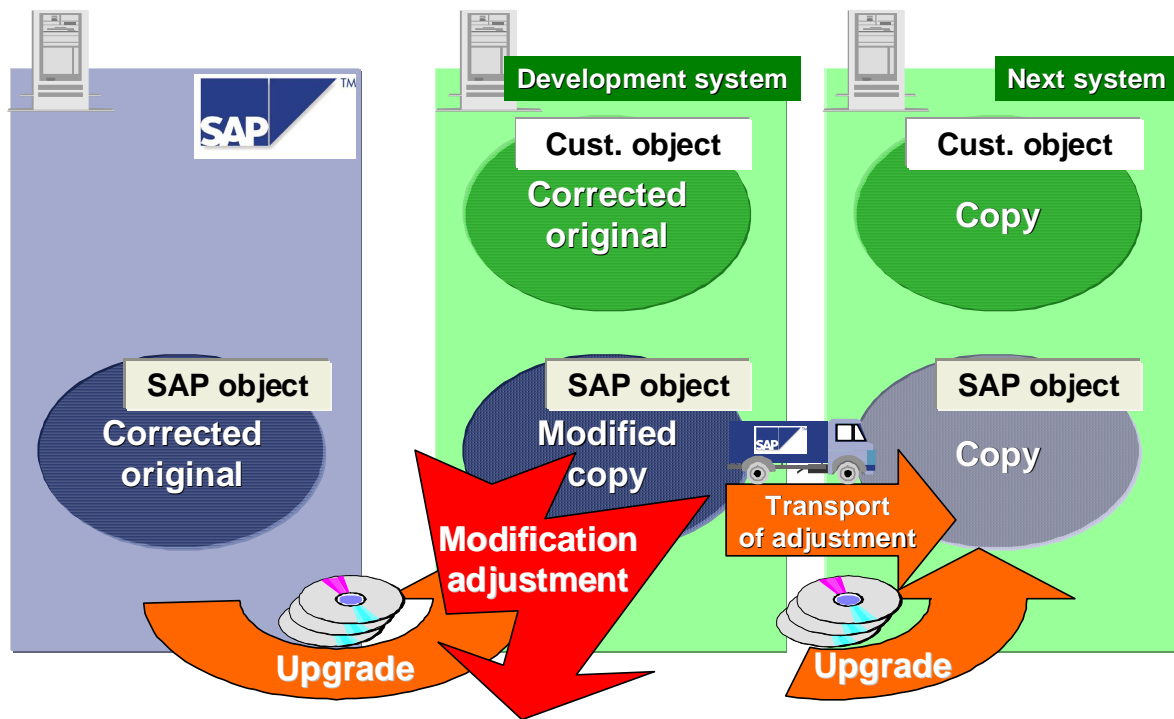 TM
SAP
Development system
Next system
Cust. object
Corrected
original
Cust. object
Copy
SAP object
Corrected
original
SAP object
Modified
copy
SAP
SAP object
Copy
Transport
of adjustment
Modification
adjustment
Upgrade
Upgrade